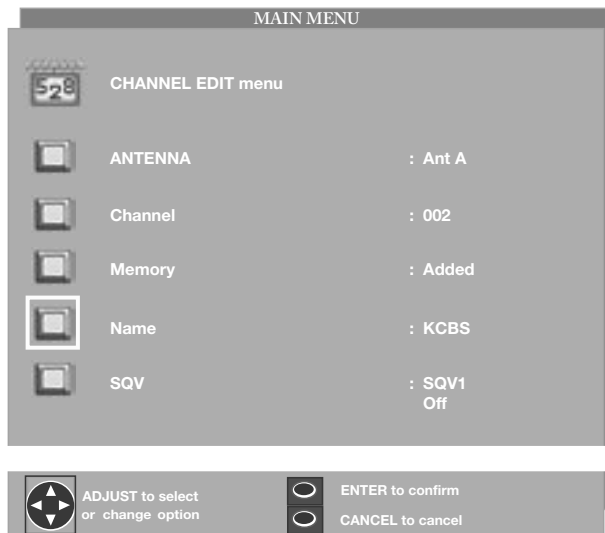 MAIN MENU
528
CHANNEL EDIT menu
ANTENNA : Ant A
Channel : 002
Memory : Added
Name : KCBS
SQV : SQV1
Off
ADJUST to select
or change option
ENTER to confirm
CANCEL to cancel